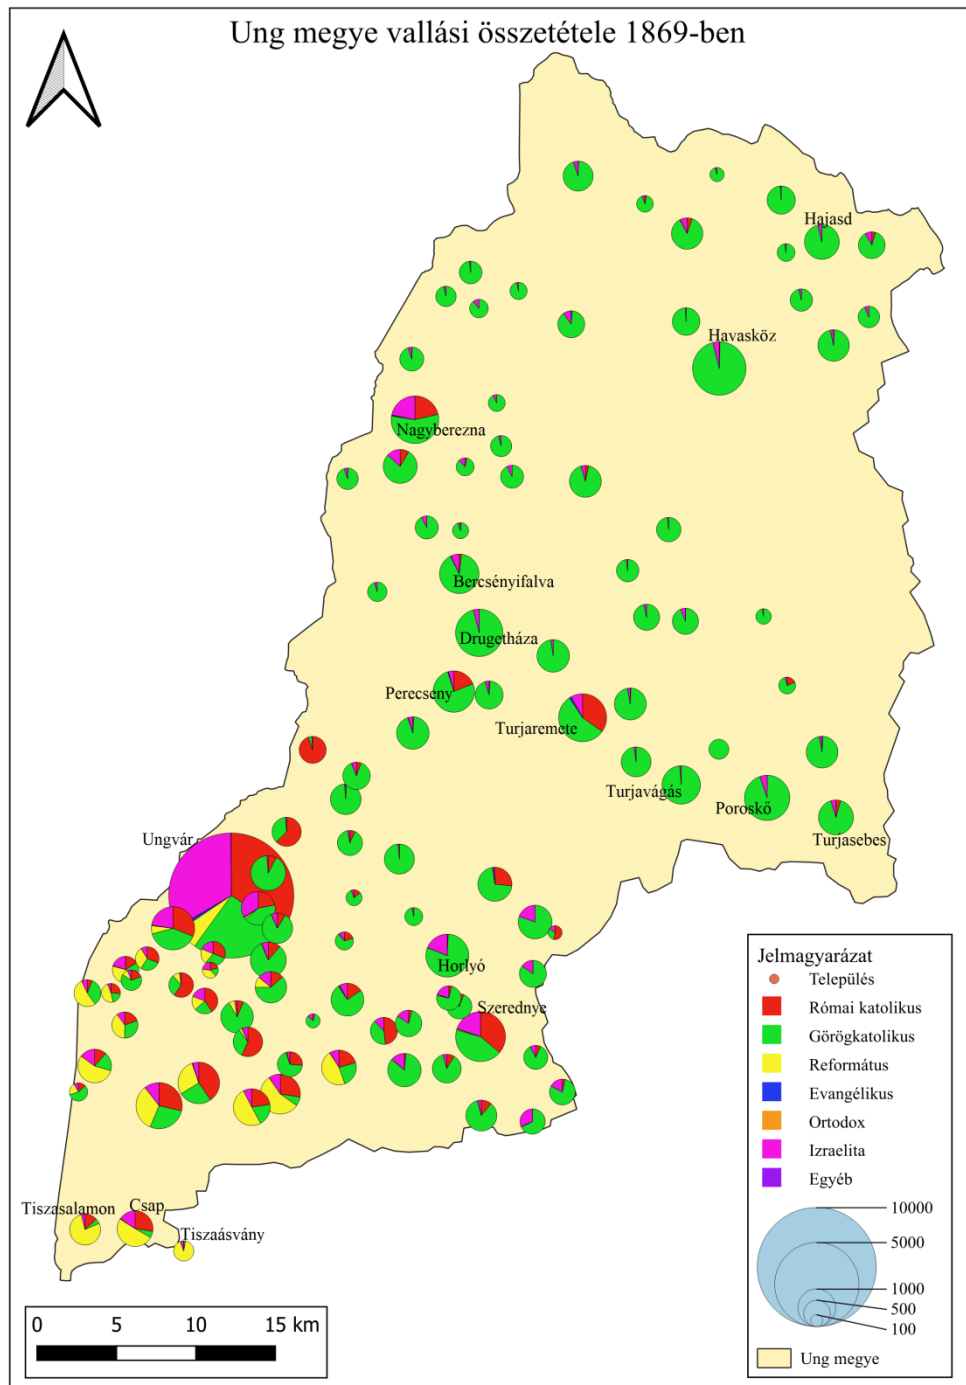 Ung megye vallási összetétele 1869-ben
Hajasd
Havasköz
Nagyberezna
Bercsényifalva
Drugetháza
Perecseny
Turjaremete
Turjavágás
Poroskő
Turjasebes
Ungvár
Horlyó
Szerednye
Tiszasalamon
Csap
Tiszaásvány
Jelmagyarázat
Település
Római katolikus
Görögkatolikus
Református
Evangélikus
Ortodox
Izraelita
Egyéb
10000
5000
1000
500
100
Ung megye
0 5 10 15 km